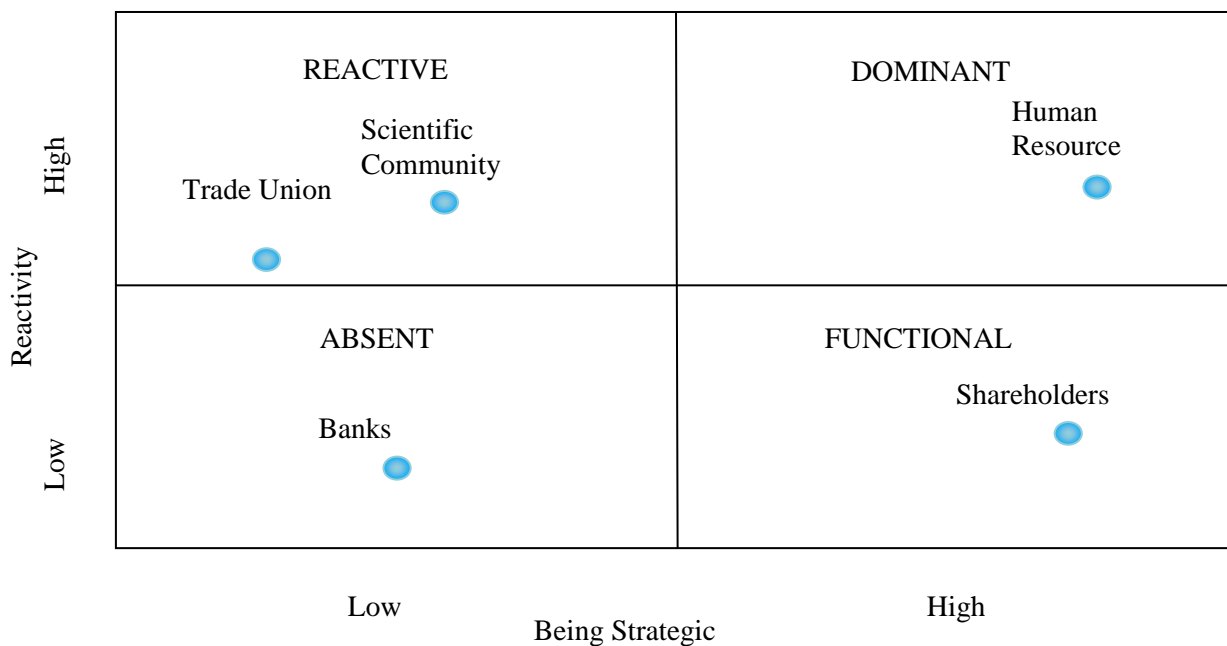 REACTIVE
DOMINANT
Scientific
Community
Human
Resource
Trade Union
High
Reactivity
ABSENT
FUNCTIONAL
Shareholders
Banks
Low
Low
High
Being Strategic